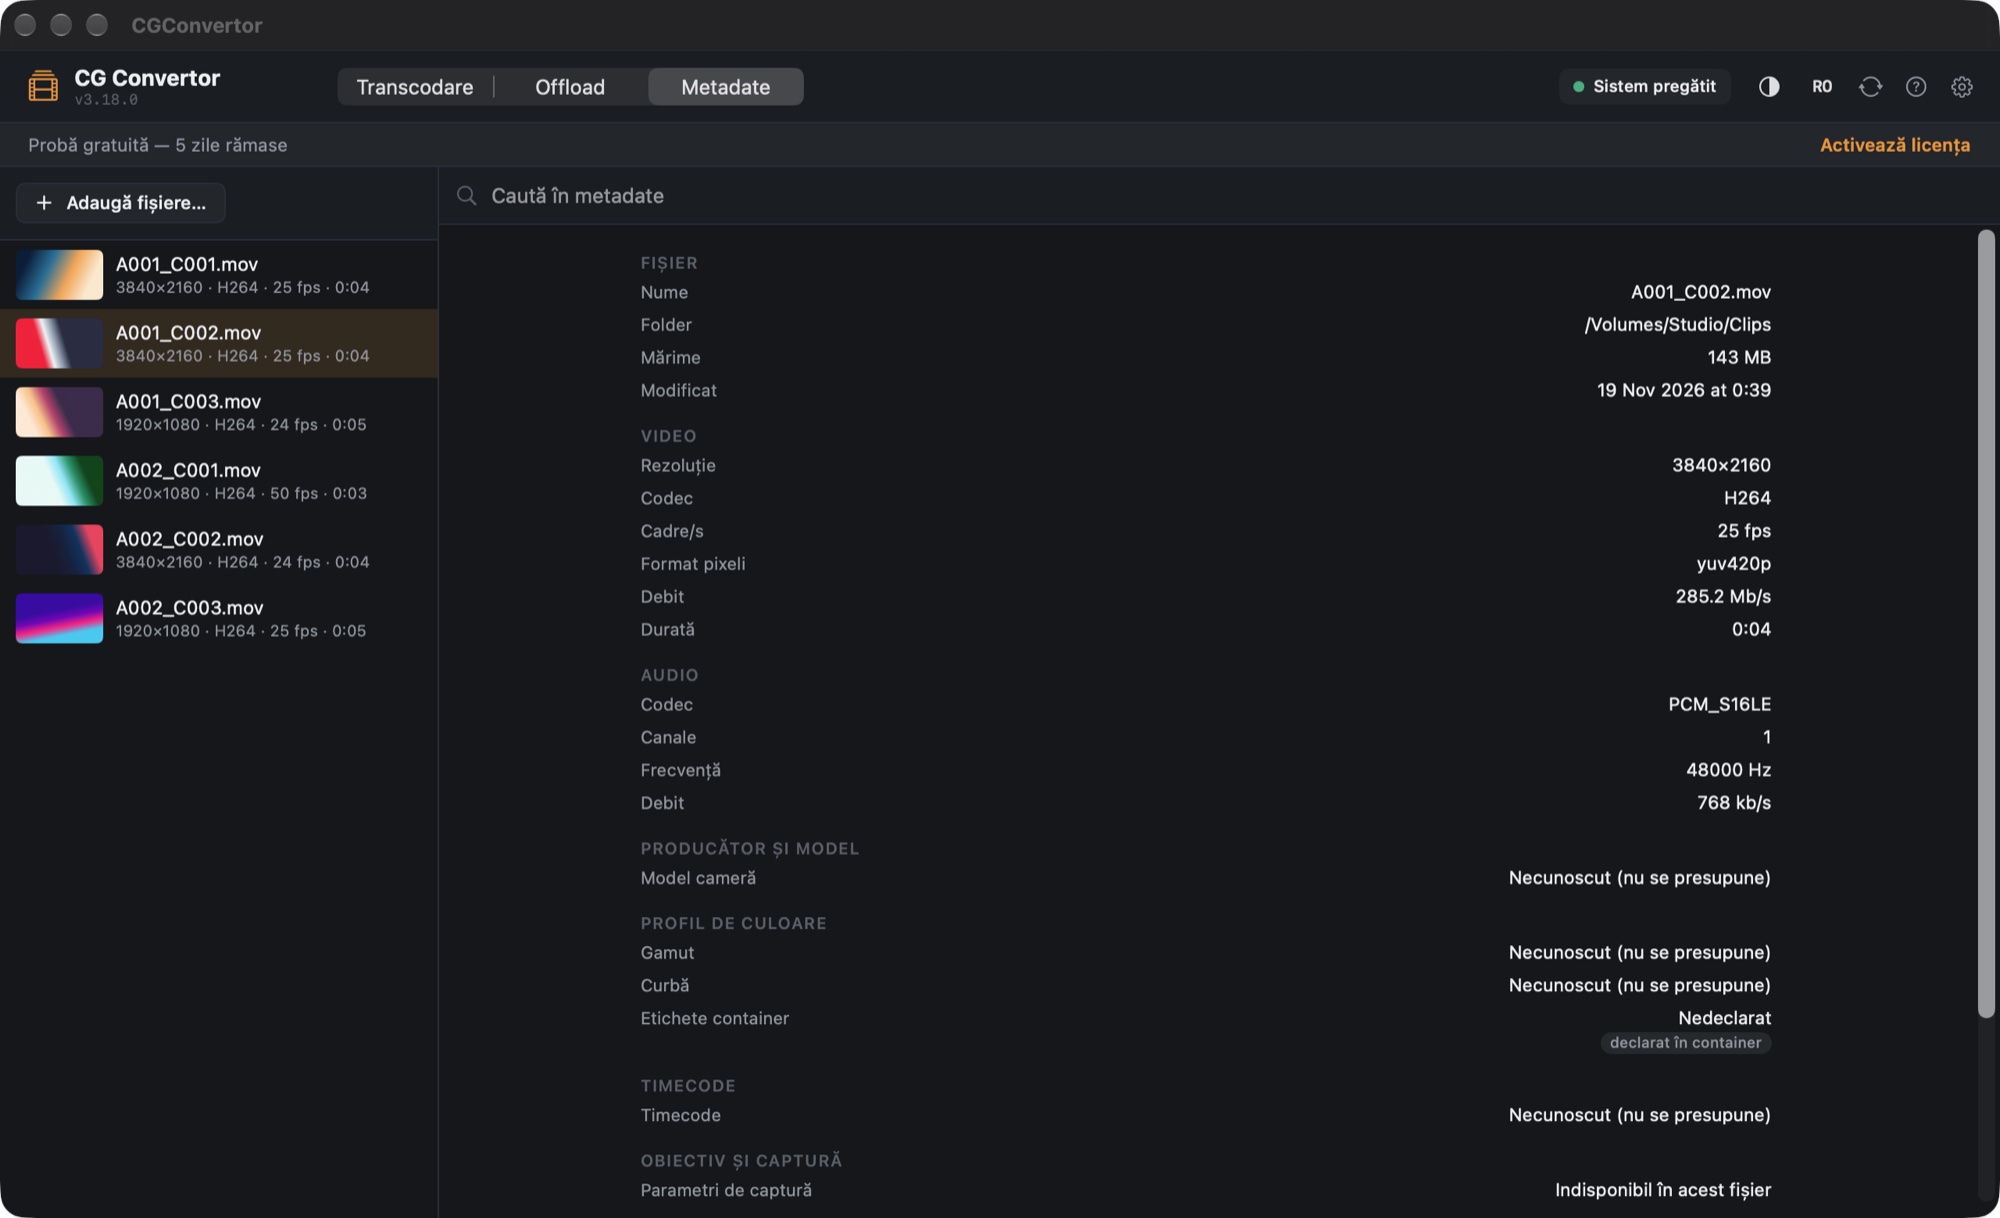 CGConvertor
CG Convertor
v3.18.0
Transcodare
Offload
Metadate
Sistem pregătit
RO
?
Probă gratuită — 5 zile rămase
Activează licența
+ Adaugă fișiere...
A001_C001.mov
3840×2160 · H264 · 25 fps · 0:04
A001_C002.mov
3840×2160 · H264 · 25 fps · 0:04
A001_C003.mov
1920×1080 · H264 · 24 fps · 0:05
A002_C001.mov
1920×1080 · H264 · 50 fps · 0:03
A002_C002.mov
3840×2160 · H264 · 24 fps · 0:04
A002_C003.mov
1920×1080 · H264 · 25 fps · 0:05
Caută în metadate
FIȘIER
Nume A001_C002.mov
Folder /Volumes/Studio/Clips
Mărime 143 MB
Modificat 19 Nov 2026 at 0:39
VIDEO
Rezoluție 3840×2160
Codec H264
Cadre/s 25 fps
Format pixeli yuv420p
Debit 285.2 Mb/s
Durată 0:04
AUDIO
Codec PCM_S16LE
Canale 1
Frecvență 48000 Hz
Debit 768 kb/s
PRODUCĂTOR ȘI MODEL
Model cameră Necunoscut (nu se presupune)
PROFIL DE CULOARE
Gamut Necunoscut (nu se presupune)
Curbă Necunoscut (nu se presupune)
Etichete container Nedeclarat
declarat în container
TIMECODE
Timecode Necunoscut (nu se presupune)
OBIECTIV ȘI CAPTURĂ
Parametri de captură Indisponibil în acest fișier